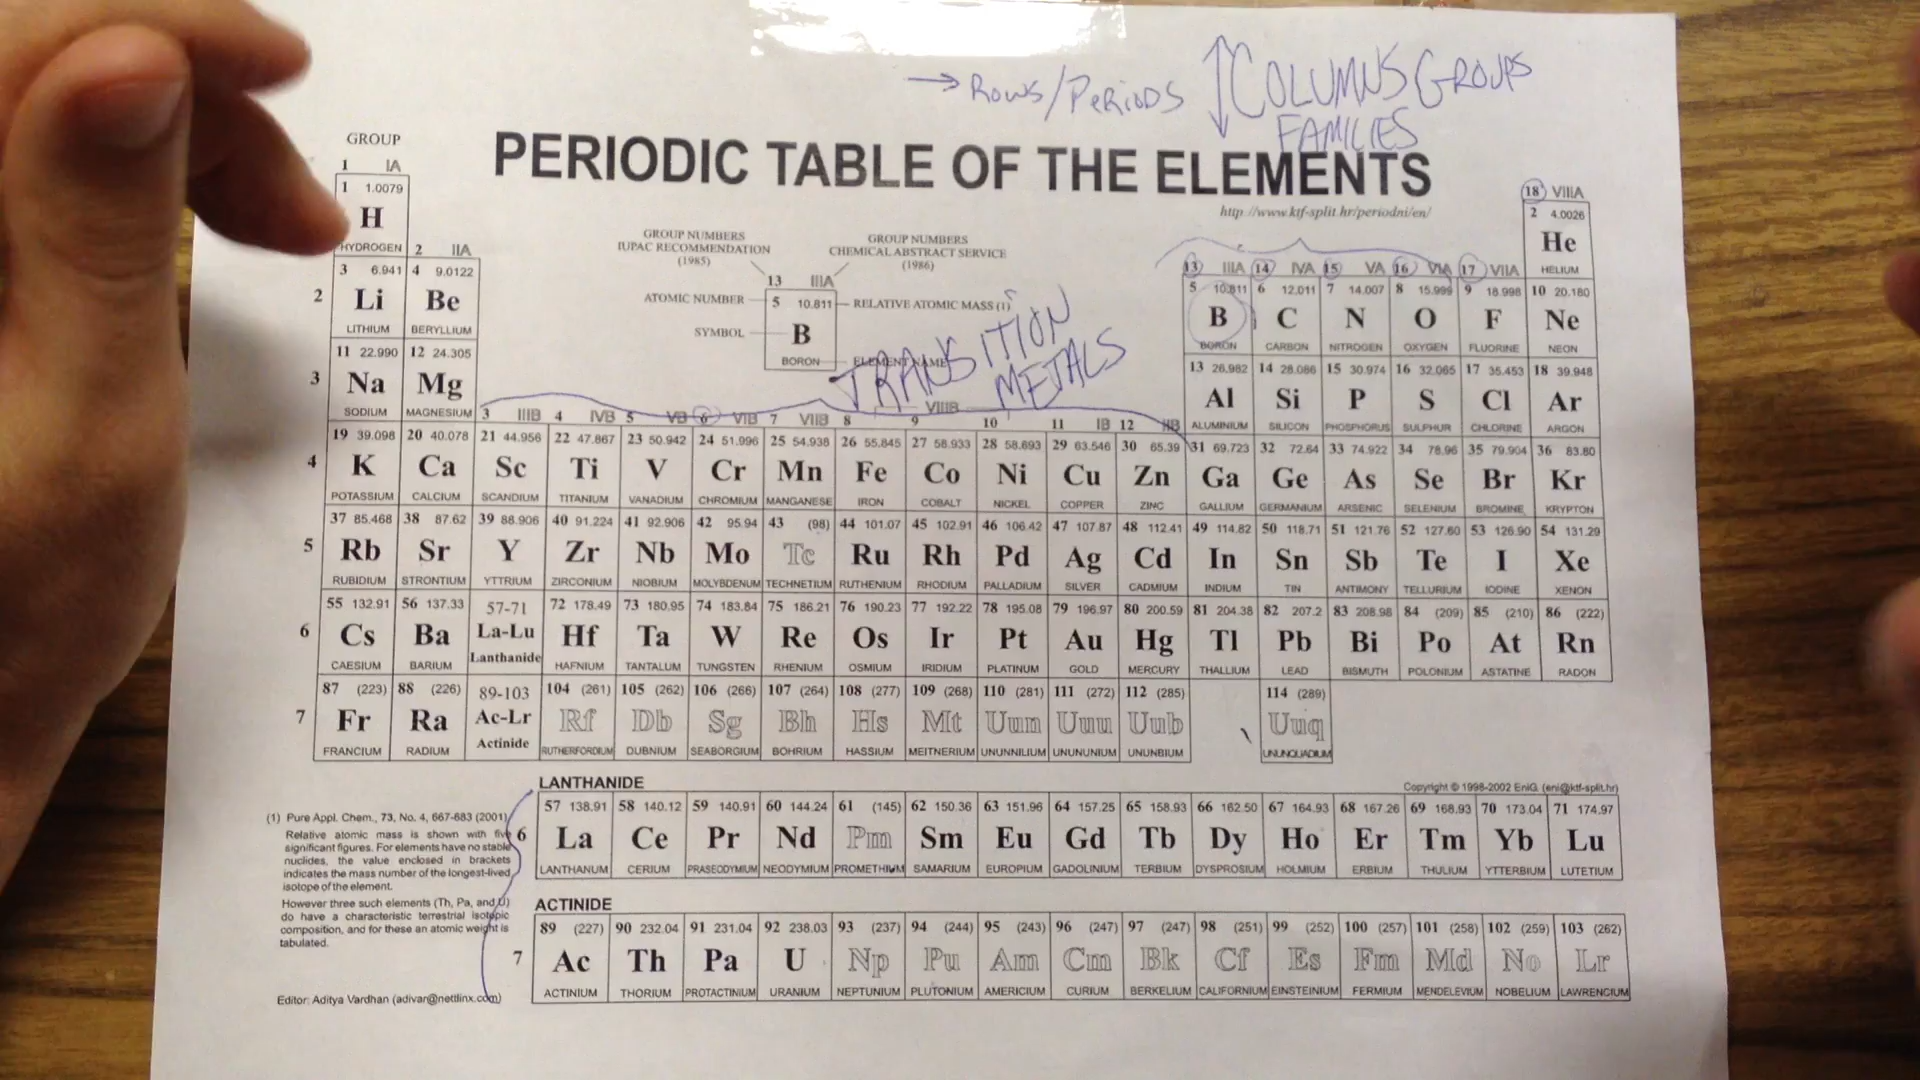 → ROWS/PERIODS ↕ COLUMNS GROUPS
FAMILIES
GROUP
PERIODIC TABLE OF THE ELEMENTS
1 IA
18 VIIIA
http://www.ktf-split.hr/periodni/en/
1 1.0079
H
HYDROGEN
2 4.0026
He
HELIUM
2 IIA
GROUP NUMBERS
IUPAC RECOMMENDATION
(1985)
GROUP NUMBERS
CHEMICAL ABSTRACT SERVICE
(1986)
13 IIIA
ATOMIC NUMBER
5 10.811
RELATIVE ATOMIC MASS (1)
SYMBOL
B
BORON
ELEMENT NAME
TRANSITION
METALS
13 IIIA 14 IVA 15 VA 16 VIA 17 VIIA
2
3 6.941 4 9.0122 5 10.811 6 12.011 7 14.007 8 15.999 9 18.998 10 20.180
Li Be B C N O F Ne
LITHIUM BERYLLIUM BORON CARBON NITROGEN OXYGEN FLUORINE NEON
3
11 22.990 12 24.305 13 26.982 14 28.086 15 30.974 16 32.065 17 35.453 18 39.948
Na Mg Al Si P S Cl Ar
SODIUM MAGNESIUM ALUMINIUM SILICON PHOSPHORUS SULPHUR CHLORINE ARGON
3 IIIB 4 IVB 5 VB 6 VIB 7 VIIB 8 9 VIIIB 10 11 IB 12 IIB
4
19 39.098 20 40.078 21 44.956 22 47.867 23 50.942 24 51.996 25 54.938 26 55.845 27 58.933 28 58.693 29 63.546 30 65.39 31 69.723 32 72.64 33 74.922 34 78.96 35 79.904 36 83.80
K Ca Sc Ti V Cr Mn Fe Co Ni Cu Zn Ga Ge As Se Br Kr
POTASSIUM CALCIUM SCANDIUM TITANIUM VANADIUM CHROMIUM MANGANESE IRON COBALT NICKEL COPPER ZINC GALLIUM GERMANIUM ARSENIC SELENIUM BROMINE KRYPTON
5
37 85.468 38 87.62 39 88.906 40 91.224 41 92.906 42 95.94 43 (98) 44 101.07 45 102.91 46 106.42 47 107.87 48 112.41 49 114.82 50 118.71 51 121.76 52 127.60 53 126.90 54 131.29
Rb Sr Y Zr Nb Mo Tc Ru Rh Pd Ag Cd In Sn Sb Te I Xe
RUBIDIUM STRONTIUM YTTRIUM ZIRCONIUM NIOBIUM MOLYBDENUM TECHNETIUM RUTHENIUM RHODIUM PALLADIUM SILVER CADMIUM INDIUM TIN ANTIMONY TELLURIUM IODINE XENON
6
55 132.91 56 137.33 57-71 72 178.49 73 180.95 74 183.84 75 186.21 76 190.23 77 192.22 78 195.08 79 196.97 80 200.59 81 204.38 82 207.2 83 208.98 84 (209) 85 (210) 86 (222)
Cs Ba La-Lu Hf Ta W Re Os Ir Pt Au Hg Tl Pb Bi Po At Rn
CAESIUM BARIUM Lanthanide HAFNIUM TANTALUM TUNGSTEN RHENIUM OSMIUM IRIDIUM PLATINUM GOLD MERCURY THALLIUM LEAD BISMUTH POLONIUM ASTATINE RADON
7
87 (223) 88 (226) 89-103 104 (261) 105 (262) 106 (266) 107 (264) 108 (277) 109 (268) 110 (281) 111 (272) 112 (285) 114 (289)
Fr Ra Ac-Lr Rf Db Sg Bh Hs Mt Uun Uuu Uub Uuq
FRANCIUM RADIUM Actinide RUTHERFORDIUM DUBNIUM SEABORGIUM BOHRIUM HASSIUM MEITNERIUM UNUNNILIUM UNUNUNIUM UNUNBIUM UNUNQUADIUM
LANTHANIDE
Copyright © 1998-2002 EniG. (eni@ktf-split.hr)
6
57 138.91 58 140.12 59 140.91 60 144.24 61 (145) 62 150.36 63 151.96 64 157.25 65 158.93 66 162.50 67 164.93 68 167.26 69 168.93 70 173.04 71 174.97
La Ce Pr Nd Pm Sm Eu Gd Tb Dy Ho Er Tm Yb Lu
LANTHANUM CERIUM PRASEODYMIUM NEODYMIUM PROMETHIUM SAMARIUM EUROPIUM GADOLINIUM TERBIUM DYSPROSIUM HOLMIUM ERBIUM THULIUM YTTERBIUM LUTETIUM
ACTINIDE
7
89 (227) 90 232.04 91 231.04 92 238.03 93 (237) 94 (244) 95 (243) 96 (247) 97 (247) 98 (251) 99 (252) 100 (257) 101 (258) 102 (259) 103 (262)
Ac Th Pa U Np Pu Am Cm Bk Cf Es Fm Md No Lr
ACTINIUM THORIUM PROTACTINIUM URANIUM NEPTUNIUM PLUTONIUM AMERICIUM CURIUM BERKELIUM CALIFORNIUM EINSTEINIUM FERMIUM MENDELEVIUM NOBELIUM LAWRENCIUM
(1) Pure Appl. Chem., 73, No. 4, 667-683 (2001)
Relative atomic mass is shown with five
significant figures. For elements have no stable
nuclides, the value enclosed in brackets
indicates the mass number of the longest-lived
isotope of the element.
However three such elements (Th, Pa, and U)
do have a characteristic terrestrial isotopic
composition, and for these an atomic weight is
tabulated.
Editor: Aditya Vardhan (adivar@nettlinx.com)